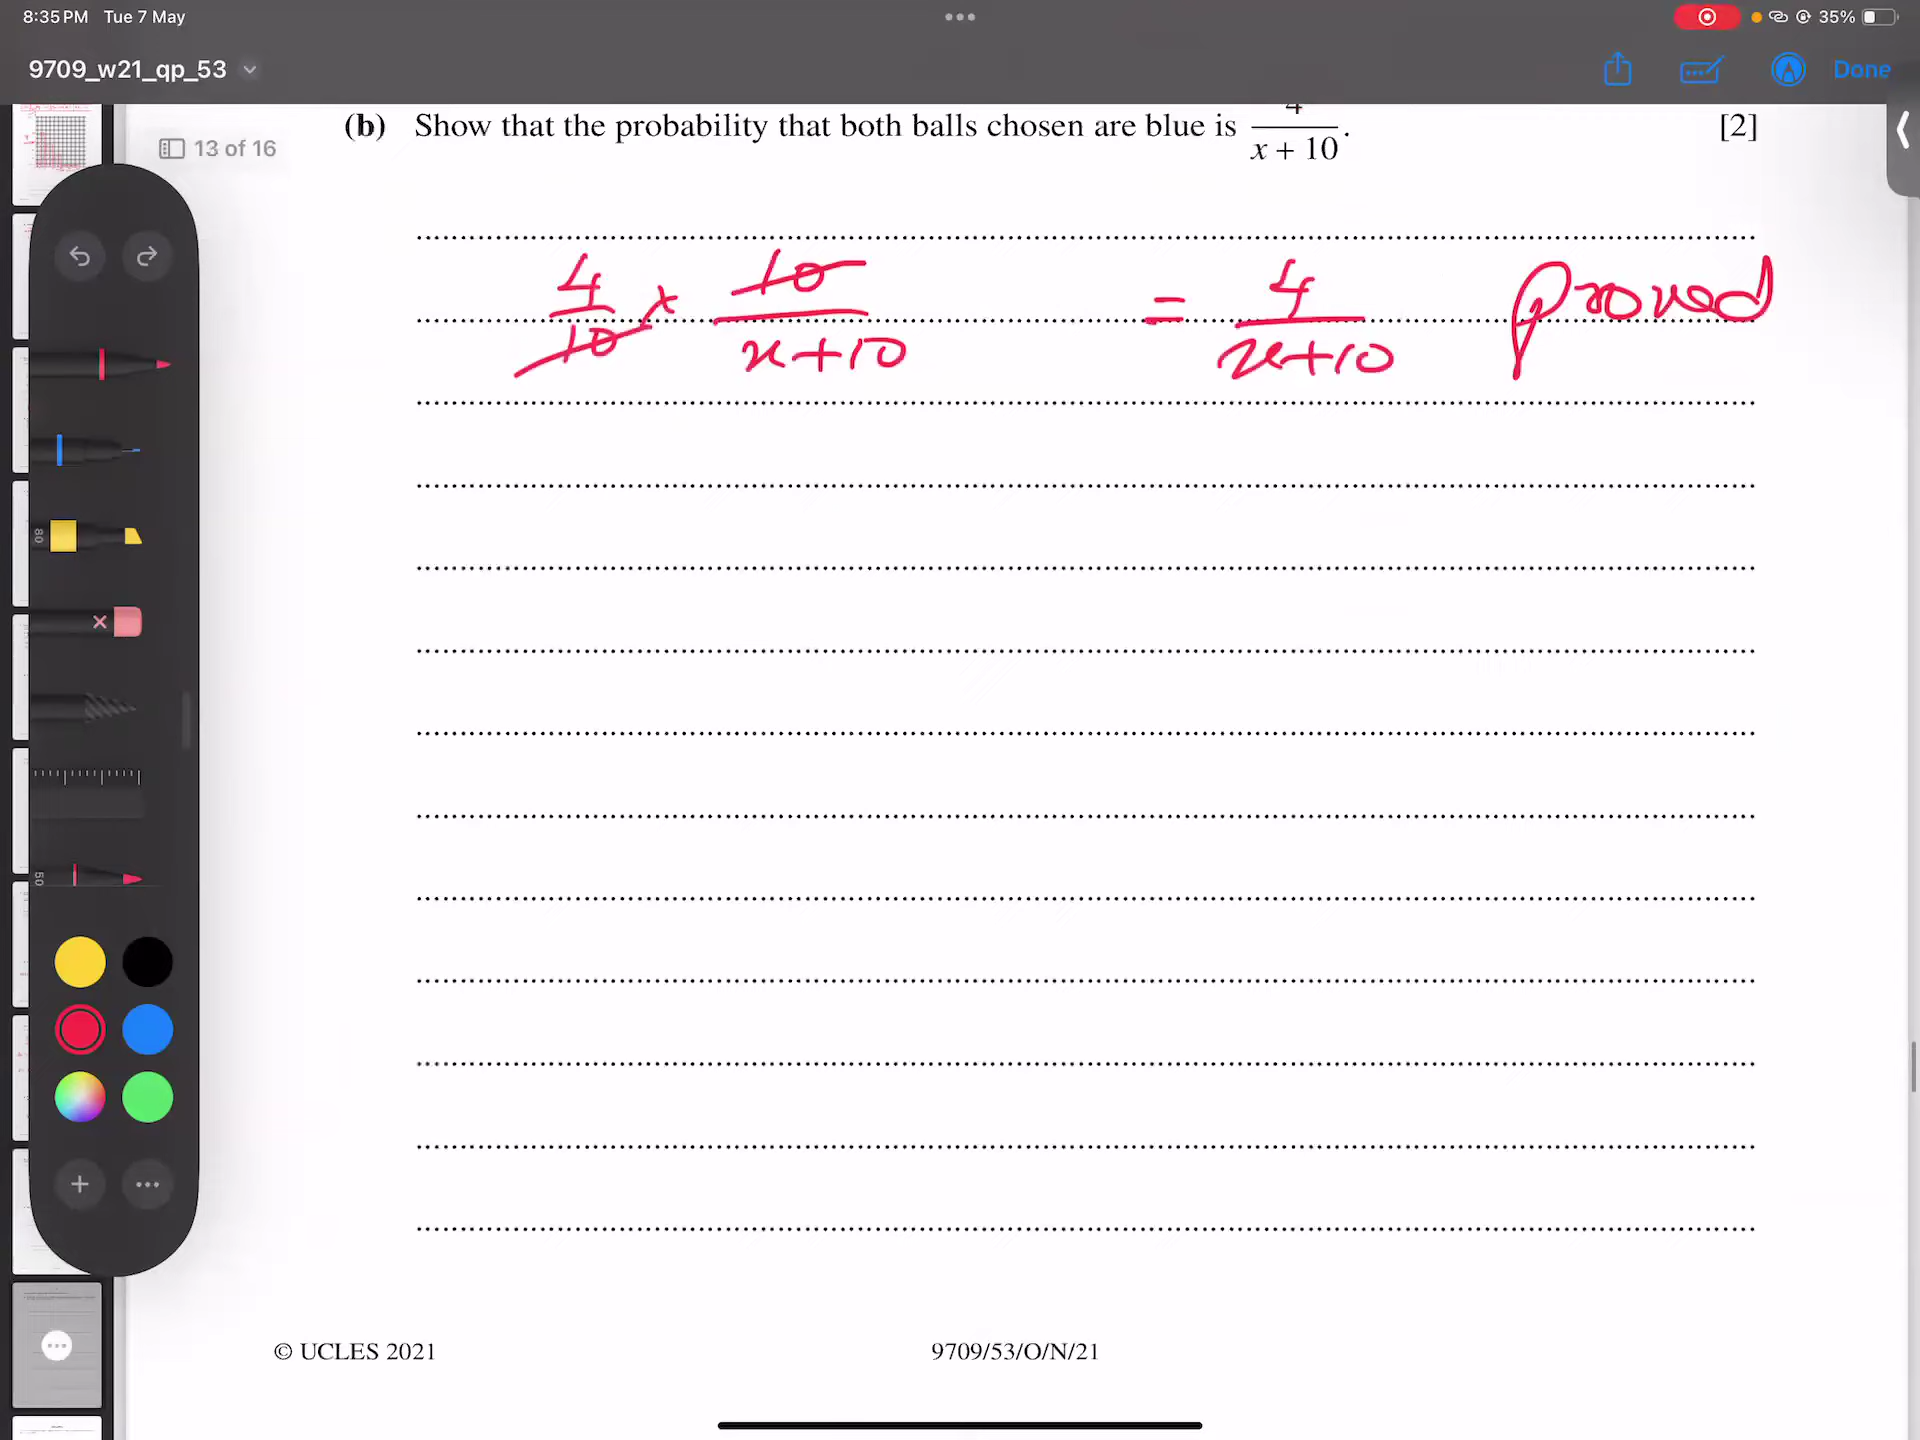 8:35 PM Tue 7 May
35%
9709_w21_qp_53
Done
13 of 16
(b) Show that the probability that both balls chosen are blue is 4/(x + 10). [2]
4/10 × 10/(x+10) = 4/(x+10) Proved
80
50
© UCLES 2021
9709/53/O/N/21